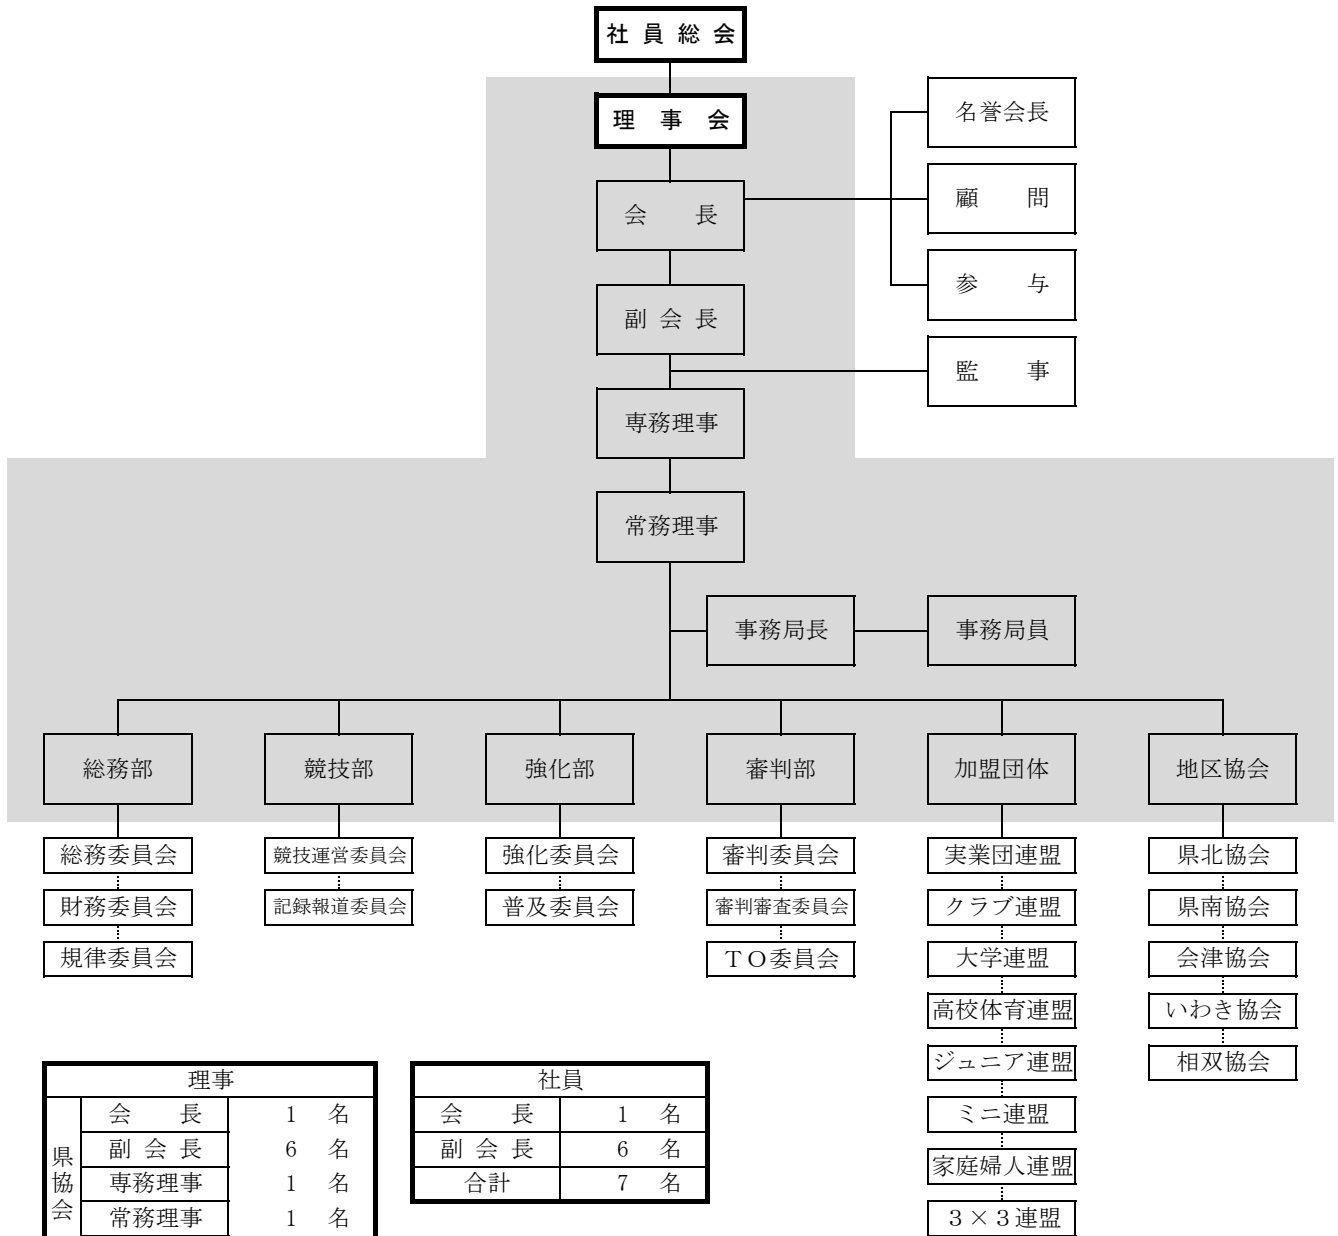 社員総会
理事会
名誉会長
会長
顧問
参与
副会長
監事
専務理事
常務理事
事務局長 事務局員
総務部 競技部 強化部 審判部 加盟団体 地区協会
総務委員会 競技運営委員会 強化委員会 審判委員会 実業団連盟 県北協会
財務委員会 記録報道委員会 普及委員会 審判審査委員会 クラブ連盟 県南協会
規律委員会 ＴＯ委員会 大学連盟 会津協会
高校体育連盟 いわき協会
ジュニア連盟 相双協会
ミニ連盟
家庭婦人連盟
３×３連盟
理事
県協会
会長 1 名
副会長 6 名
専務理事 1 名
常務理事 1 名
社員
会長 1 名
副会長 6 名
合計 7 名